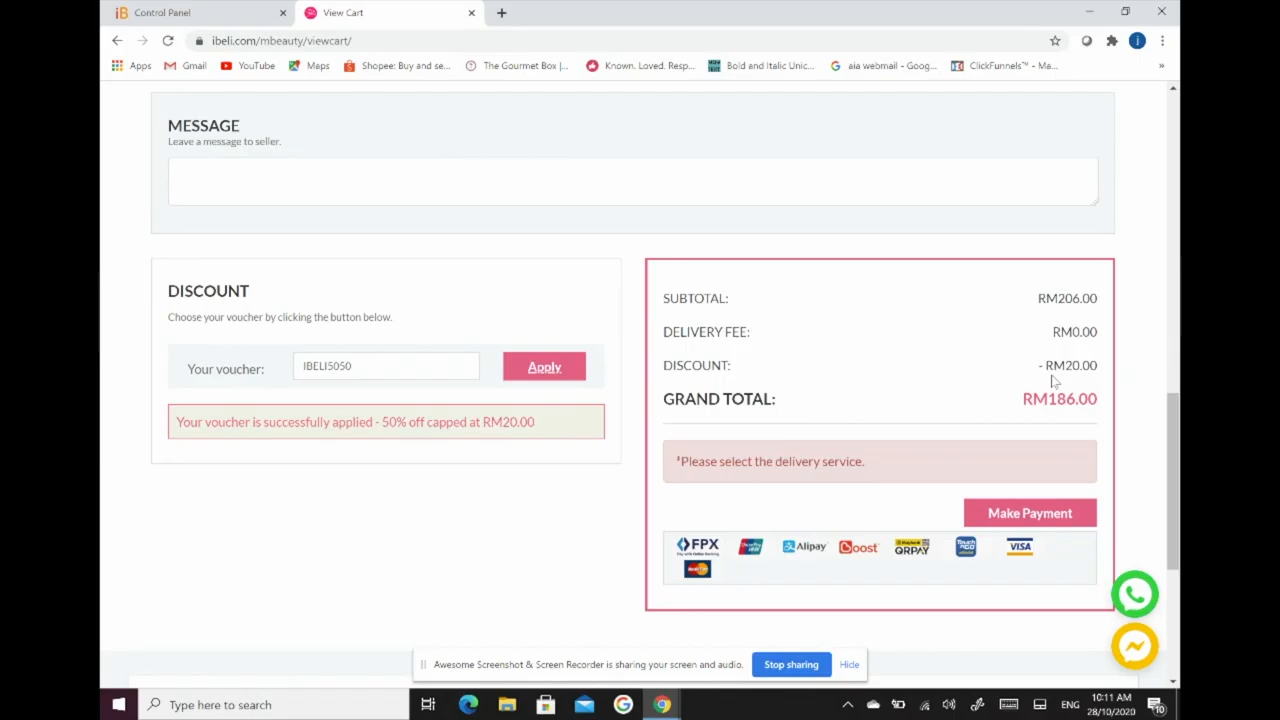 Control Panel
View Cart
ibeli.com/mbeauty/viewcart/
Apps
Gmail
YouTube
Maps
Shopee: Buy and se...
The Gourmet Box |...
Known. Loved. Resp...
Bold and Italic Unic...
aia webmail - Goog...
ClickFunnels™ - Ma...
MESSAGE
Leave a message to seller.
DISCOUNT
Choose your voucher by clicking the button below.
Your voucher: IBELI5050 Apply
Your voucher is successfully applied - 50% off capped at RM20.00
SUBTOTAL: RM206.00
DELIVERY FEE: RM0.00
DISCOUNT: - RM20.00
GRAND TOTAL: RM186.00
*Please select the delivery service.
Make Payment
FPX
Alipay
Boost
QRPAY
VISA
Awesome Screenshot & Screen Recorder is sharing your screen and audio. Stop sharing Hide
Type here to search
ENG
10:11 AM
28/10/2020
10